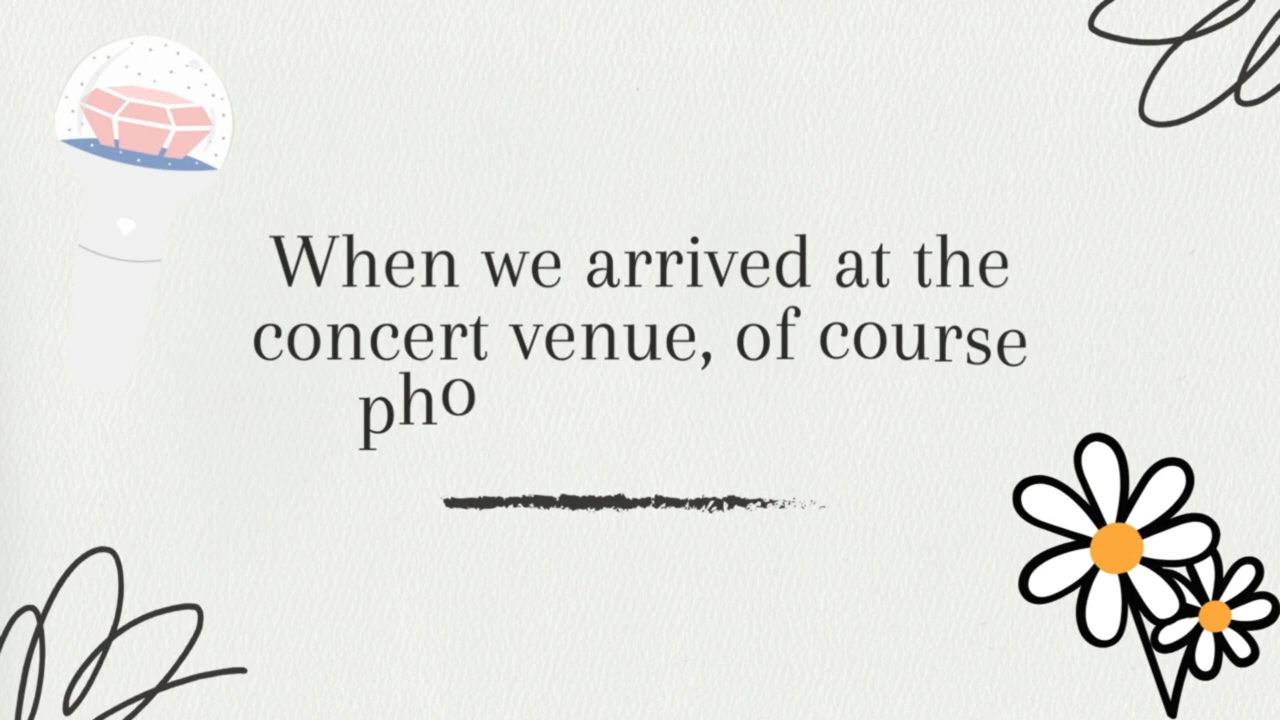 When we arrived at the
concert venue, of course
pho